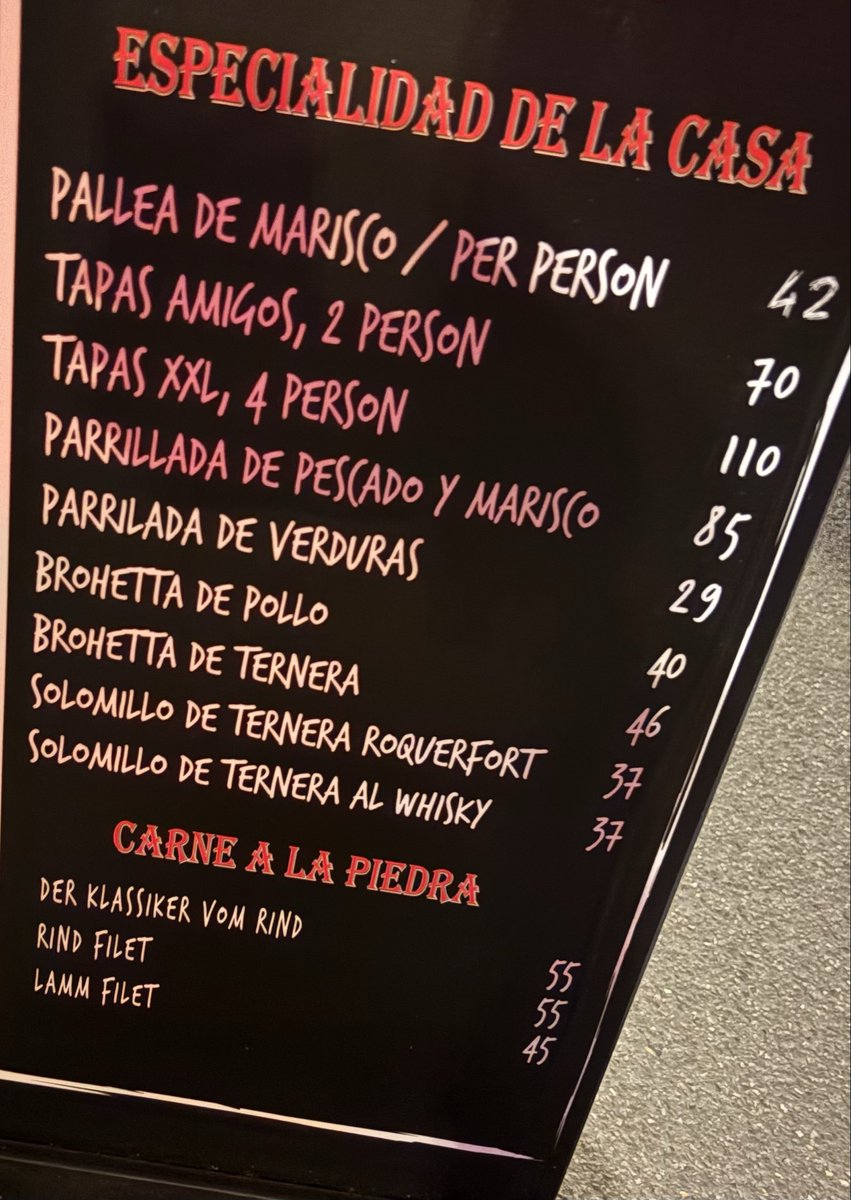 ESPECIALIDAD DE LA CASA
PALLEA DE MARISCO / PER PERSON 42
TAPAS AMIGOS, 2 PERSON 70
TAPAS XXL, 4 PERSON 110
PARRILLADA DE PESCADO Y MARISCO 85
PARRILADA DE VERDURAS 29
BROHETTA DE POLLO 40
BROHETTA DE TERNERA 46
SOLOMILLO DE TERNERA ROQUERFORT 37
SOLOMILLO DE TERNERA AL WHISKY 37
CARNE A LA PIEDRA
DER KLASSIKER VOM RIND 55
RIND FILET 55
LAMM FILET 45